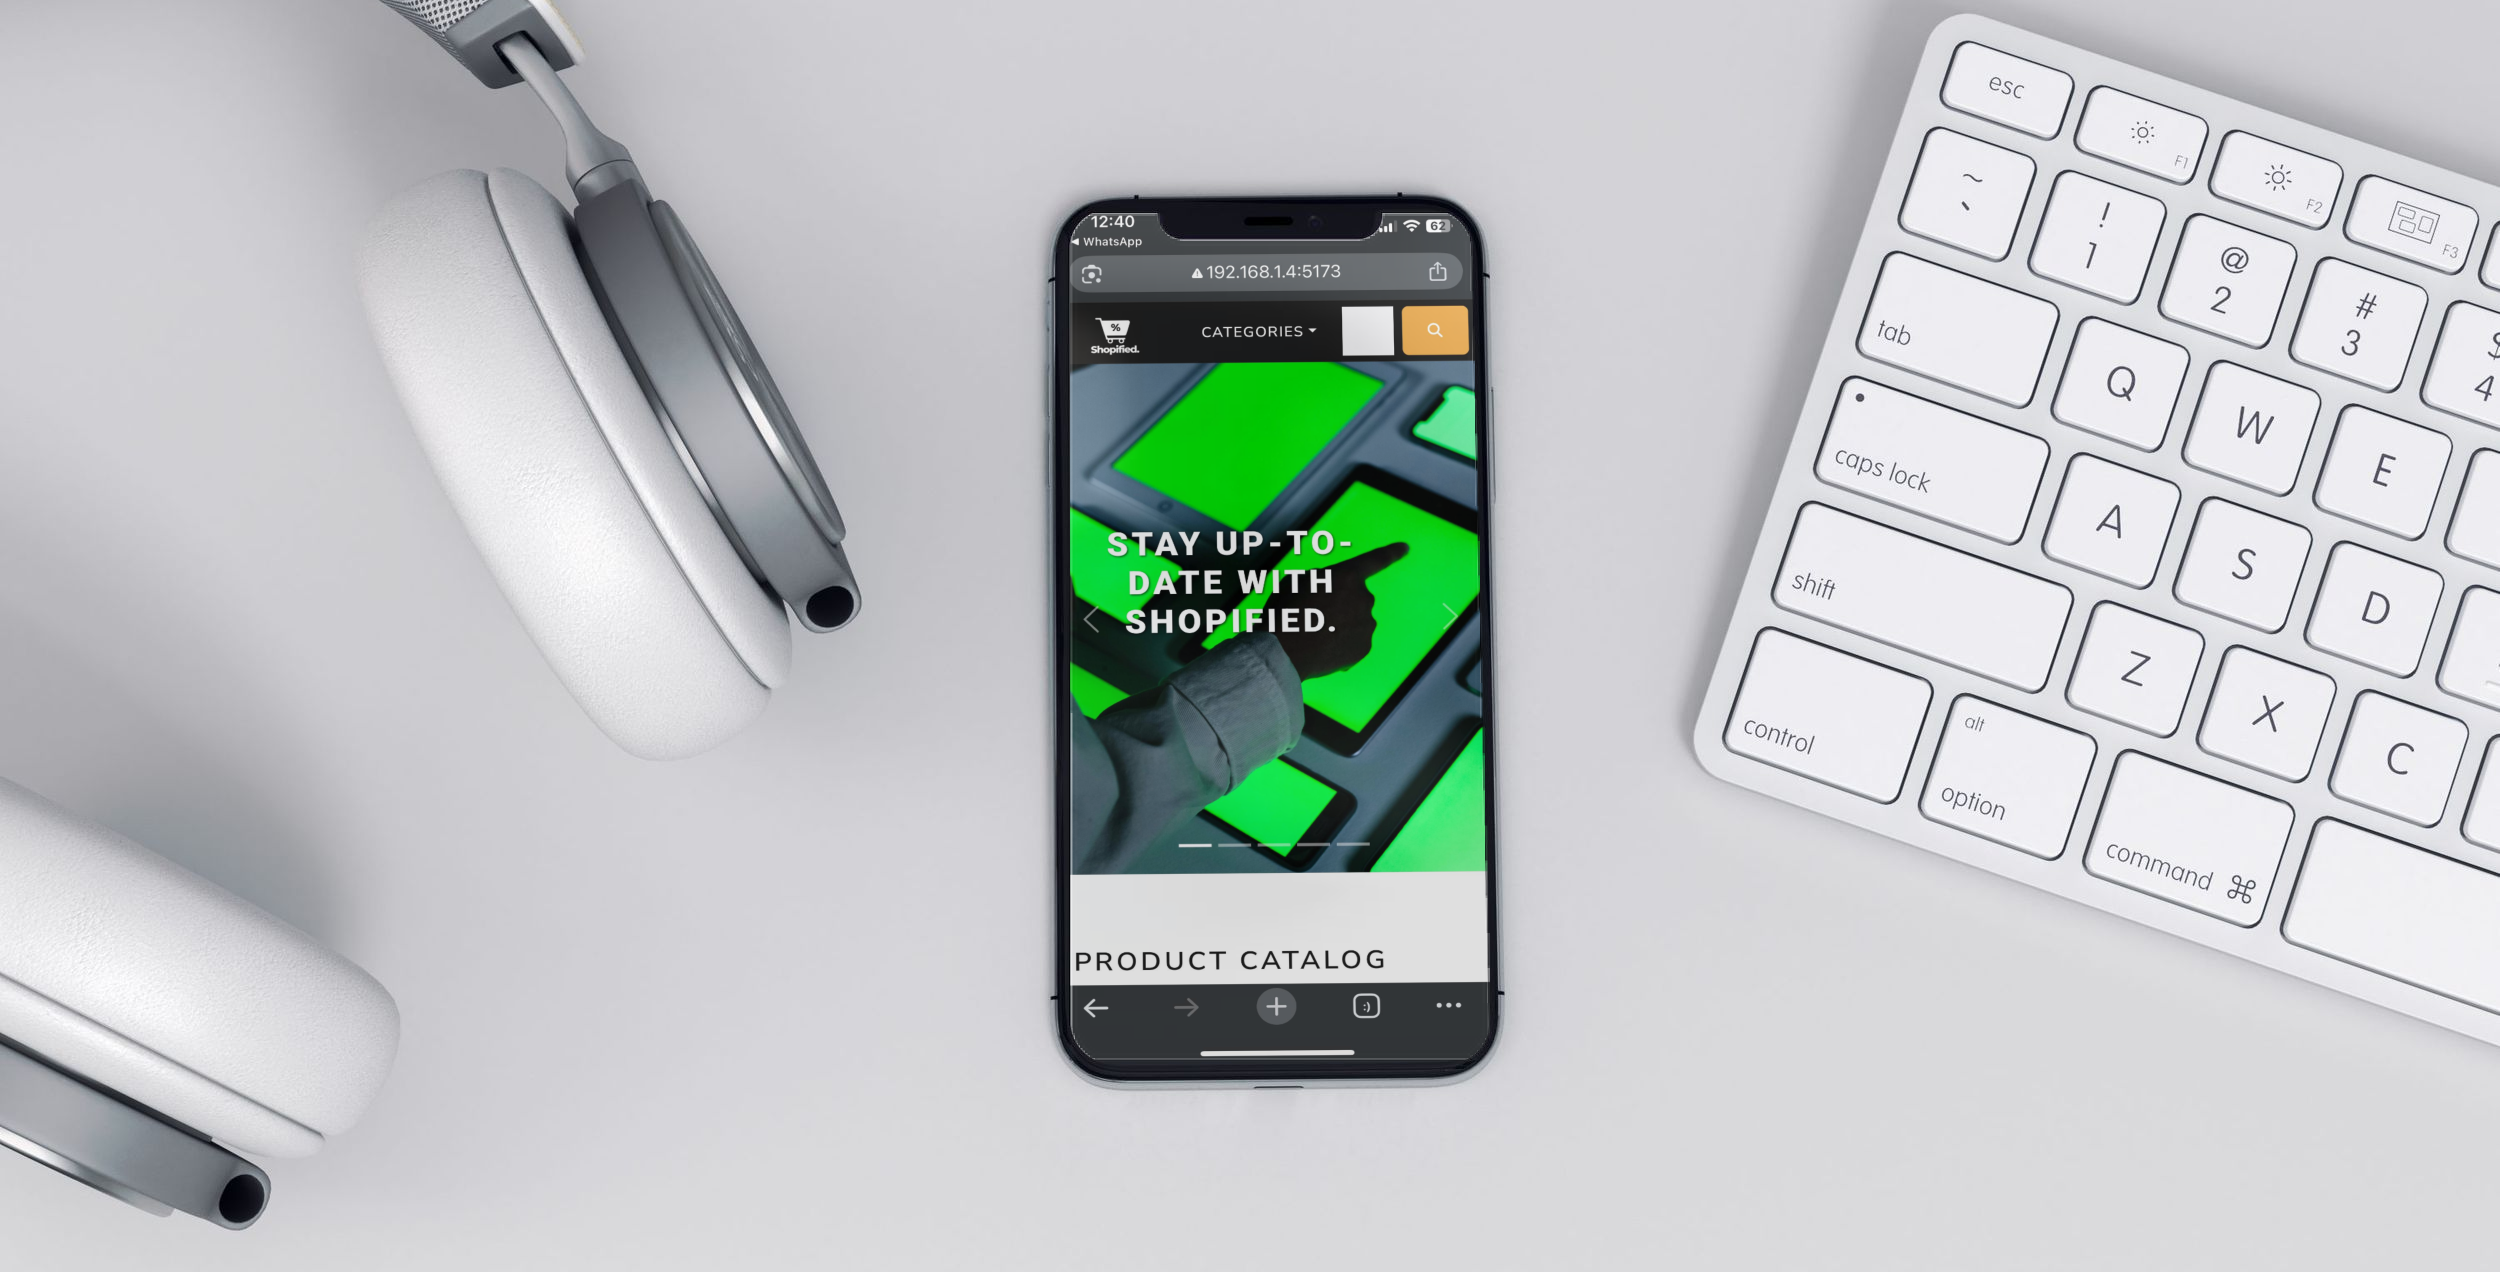 12:40
62
◀ WhatsApp
192.168.1.4:5173
%
Shopified.
CATEGORIES
STAY UP-TO-
DATE WITH
SHOPIFIED.
PRODUCT CATALOG
:)
esc
F1
F2
F3
~
`
!
1
@
2
#
3
$
4
tab
Q
W
E
caps lock
A
S
D
shift
Z
X
C
control
alt
option
command ⌘